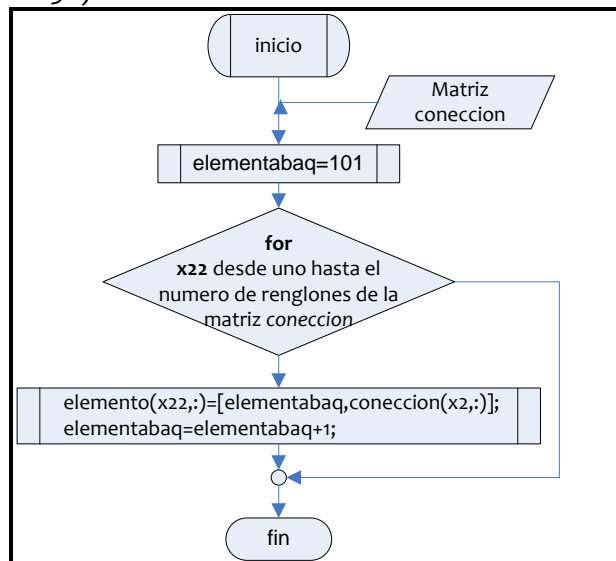 inicio
Matriz
coneccion
elementabaq=101
for
x22 desde uno hasta el
numero de renglones de la
matriz coneccion
elemento(x22,:)=[elementabaq,coneccion(x2,:)];
elementabaq=elementabaq+1;
fin